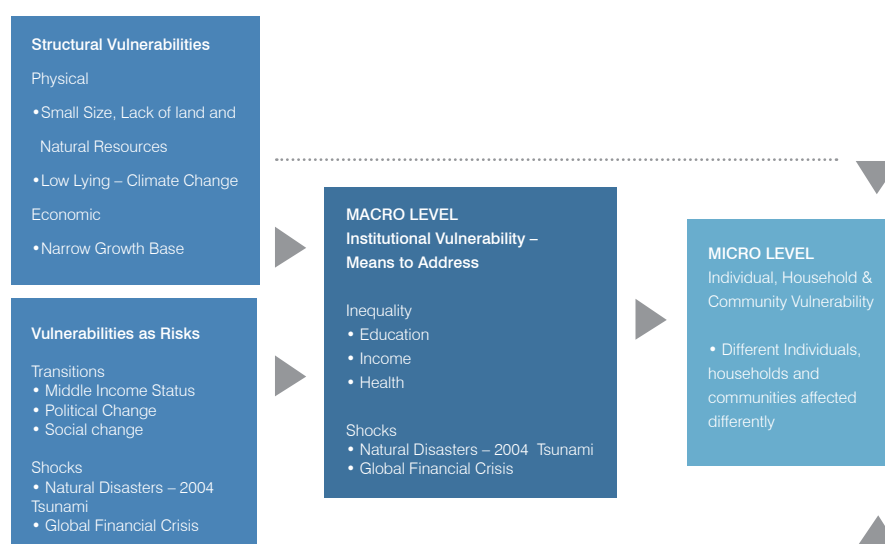 Structural Vulnerabilities
Physical
•Small Size, Lack of land and
Natural Resources
•Low Lying – Climate Change
Economic
•Narrow Growth Base
Vulnerabilities as Risks
Transitions
• Middle Income Status
• Political Change
• Social change
Shocks
• Natural Disasters – 2004
Tsunami
• Global Financial Crisis
MACRO LEVEL
Institutional Vulnerability –
Means to Address
Inequality
• Education
• Income
• Health
Shocks
• Natural Disasters – 2004 Tsunami
• Global Financial Crisis
MICRO LEVEL
Individual, Household &
Community Vulnerability
• Different Individuals,
households and
communities affected
differently